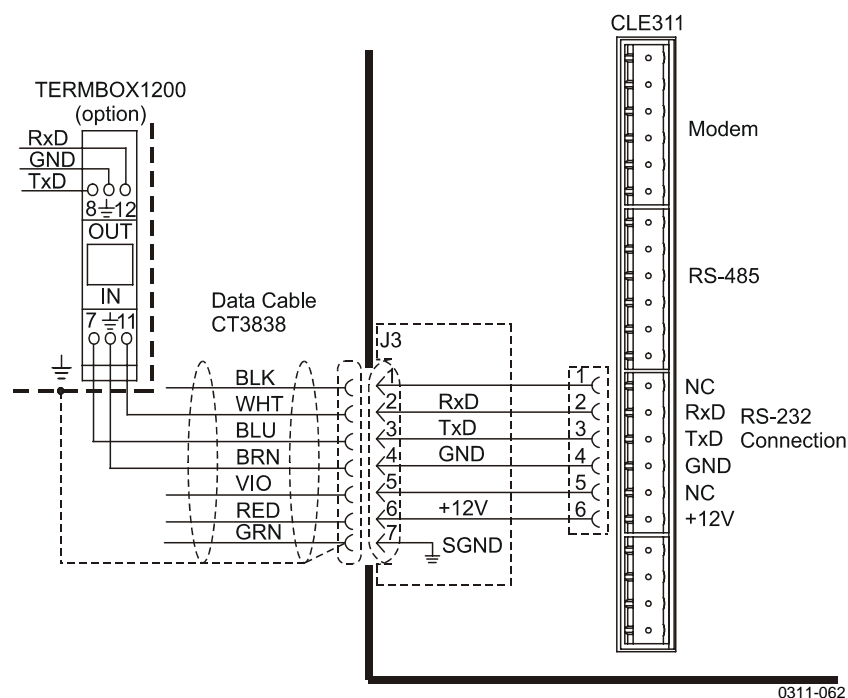 CLE311
TERMBOX1200
(option)
RxD
GND
TxD
8 12
OUT
IN
7 11
Modem
RS-485
Data Cable
CT3838
J3
BLK 1 1 NC
WHT 2 RxD 2 RxD
BLU 3 TxD 3 TxD
BRN 4 GND 4 GND
VIO 5 5 NC
RED 6 +12V 6 +12V
GRN 7 SGND
RS-232
Connection
0311-062